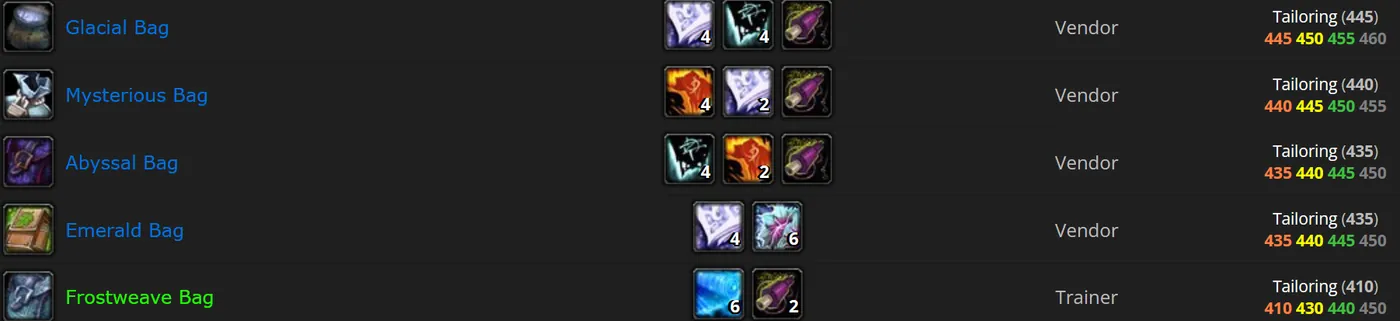 Glacial Bag 4 4 Vendor Tailoring (445)
445 450 455 460
Mysterious Bag 4 2 Vendor Tailoring (440)
440 445 450 455
Abyssal Bag 4 2 Vendor Tailoring (435)
435 440 445 450
Emerald Bag 4 6 Vendor Tailoring (435)
435 440 445 450
Frostweave Bag 6 2 Trainer Tailoring (410)
410 430 440 450